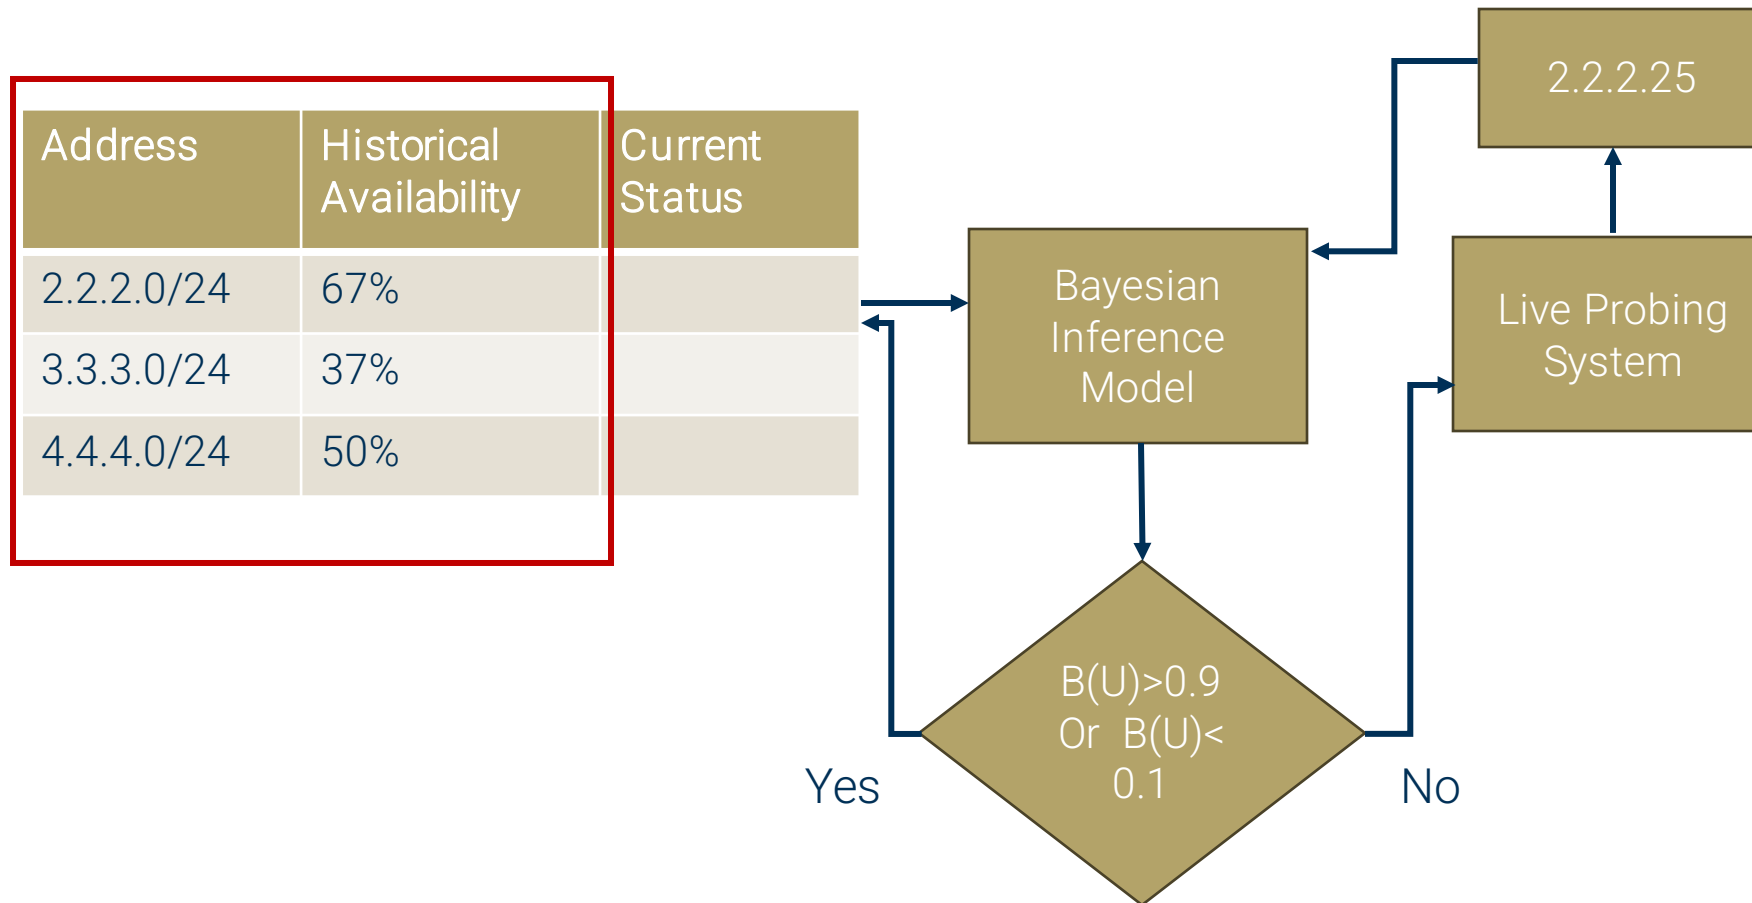 Address
Historical
Availability
Current
Status
2.2.2.0/24
67%
3.3.3.0/24
37%
4.4.4.0/24
50%
Bayesian
Inference
Model
2.2.2.25
Live Probing
System
B(U)>0.9
Or B(U)<
0.1
Yes
No